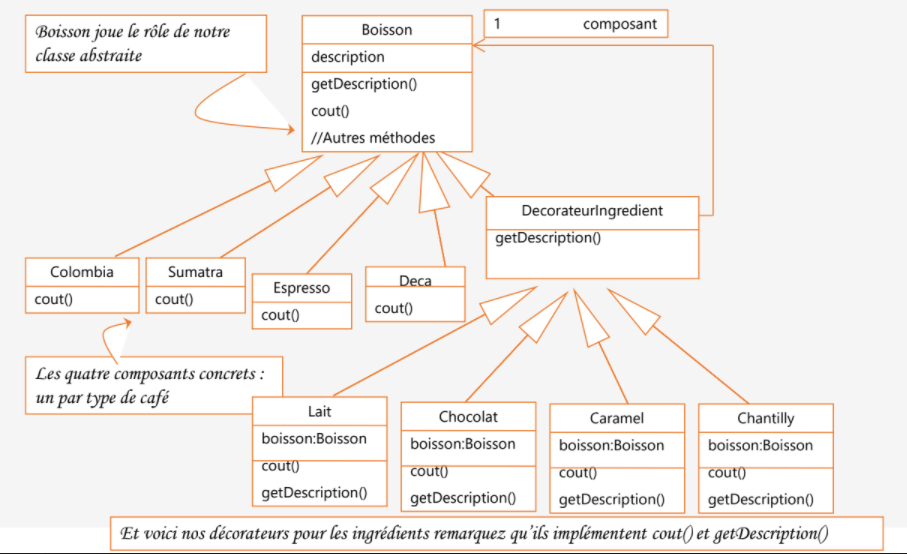 Boisson joue le rôle de notre
classe abstraite
Boisson
description
getDescription()
cout()
//Autres méthodes
1 composant
DecorateurIngredient
getDescription()
Colombia
cout()
Sumatra
cout()
Espresso
cout()
Deca
cout()
Les quatre composants concrets :
un par type de café
Lait
boisson:Boisson
cout()
getDescription()
Chocolat
boisson:Boisson
cout()
getDescription()
Caramel
boisson:Boisson
cout()
getDescription()
Chantilly
boisson:Boisson
cout()
getDescription()
Et voici nos décorateurs pour les ingrédients remarquez qu'ils implémentent cout() et getDescription()